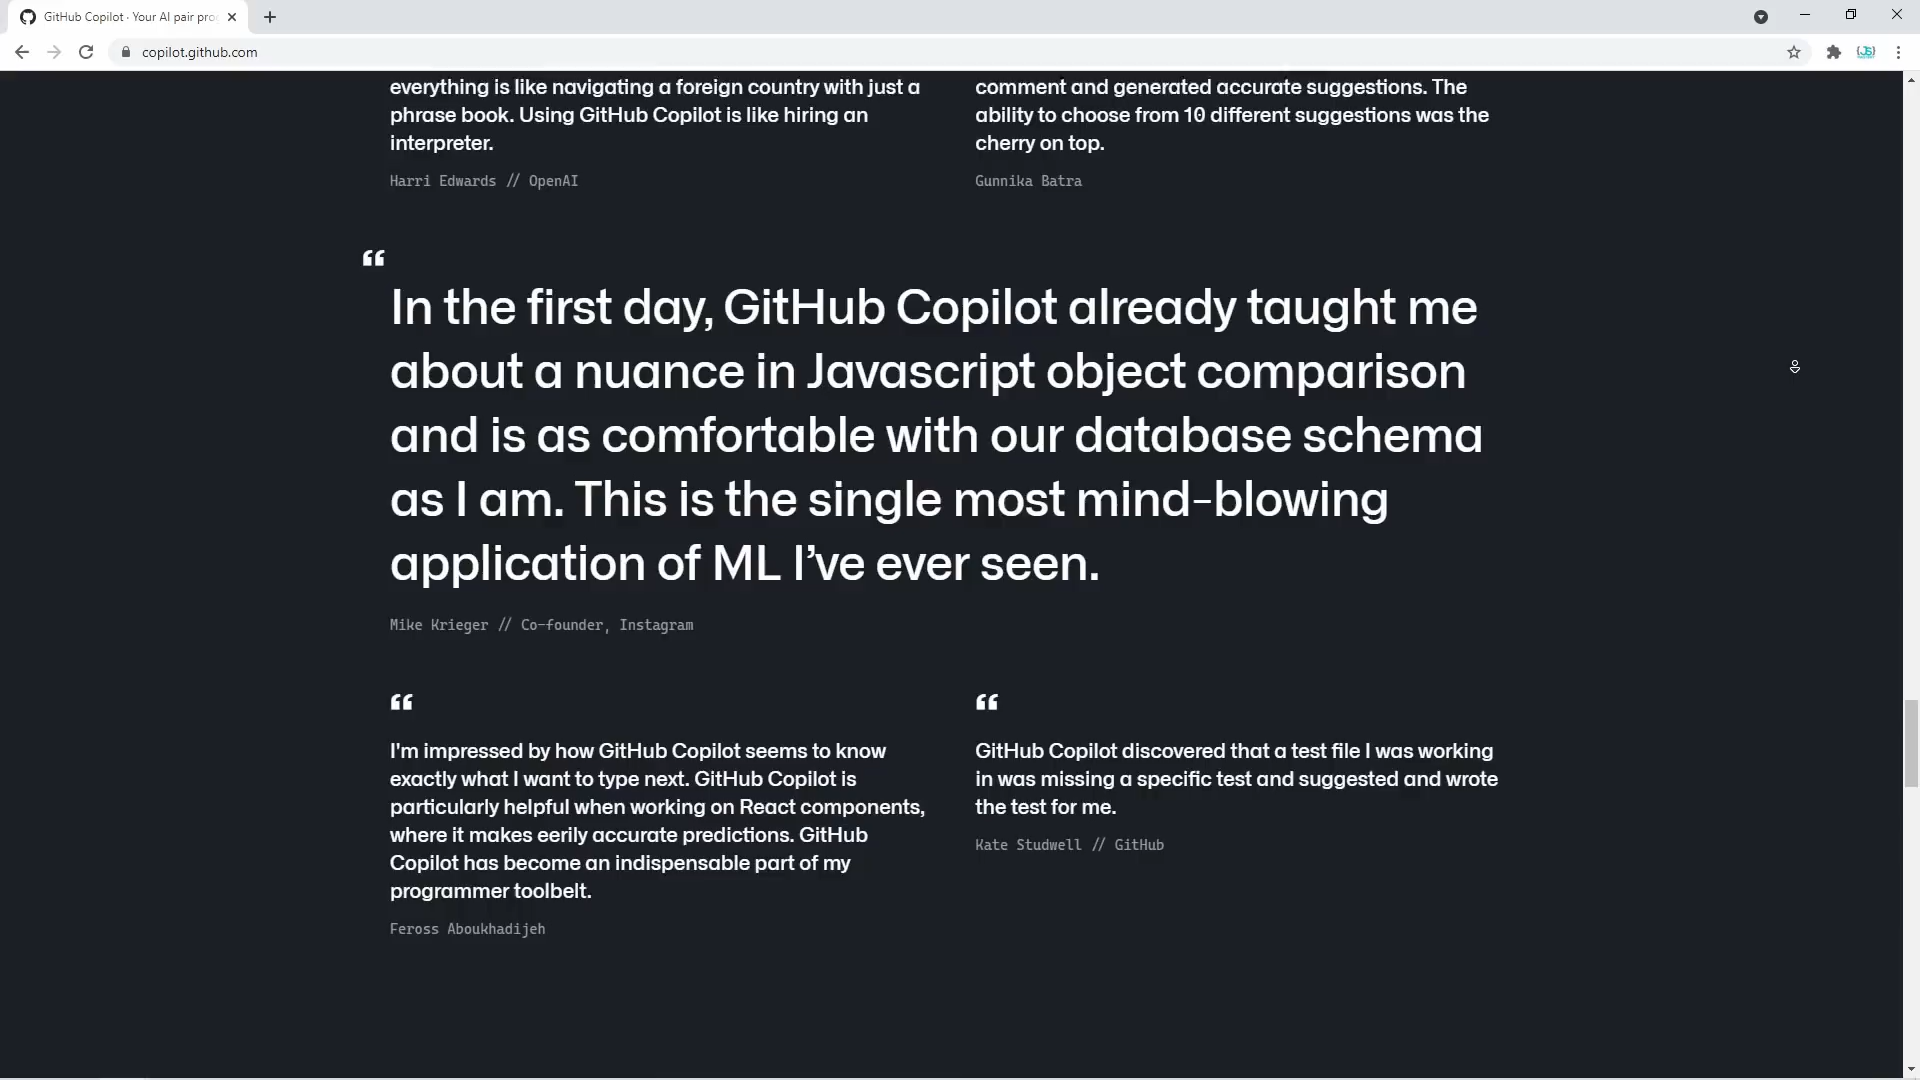 GitHub Copilot · Your AI pair pro
copilot.github.com
everything is like navigating a foreign country with just a
phrase book. Using GitHub Copilot is like hiring an
interpreter.
Harri Edwards // OpenAI
comment and generated accurate suggestions. The
ability to choose from 10 different suggestions was the
cherry on top.
Gunnika Batra
“
In the first day, GitHub Copilot already taught me
about a nuance in Javascript object comparison
and is as comfortable with our database schema
as I am. This is the single most mind-blowing
application of ML I’ve ever seen.
Mike Krieger // Co-founder, Instagram
“
I'm impressed by how GitHub Copilot seems to know
exactly what I want to type next. GitHub Copilot is
particularly helpful when working on React components,
where it makes eerily accurate predictions. GitHub
Copilot has become an indispensable part of my
programmer toolbelt.
Feross Aboukhadijeh
“
GitHub Copilot discovered that a test file I was working
in was missing a specific test and suggested and wrote
the test for me.
Kate Studwell // GitHub